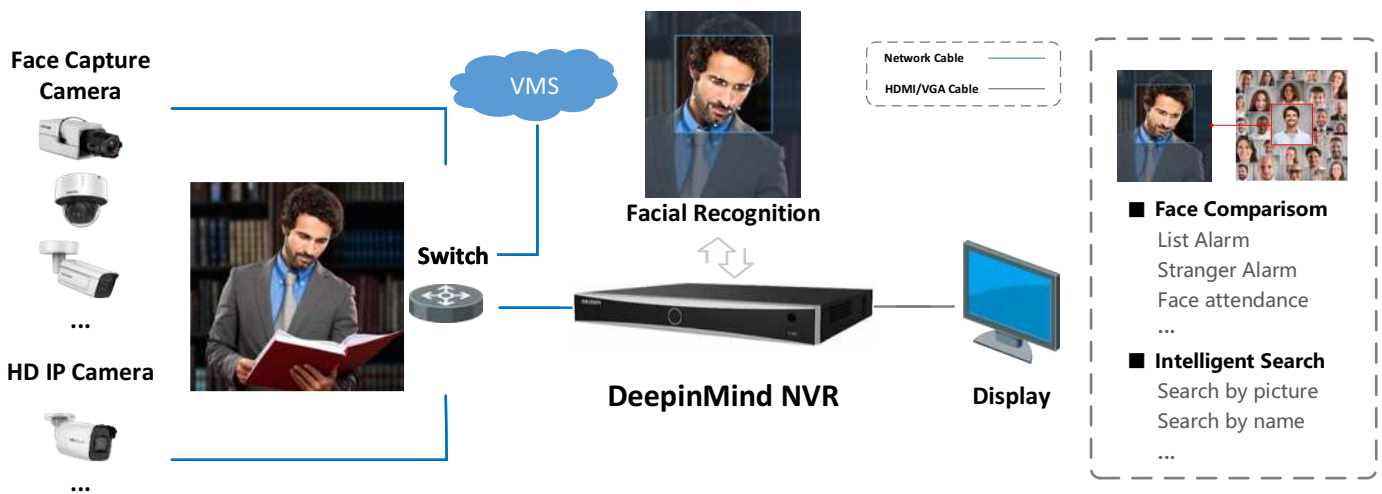 Face Capture
Camera
...
HD IP Camera
...
VMS
Switch
Facial Recognition
DeepinMind NVR
Display
Network Cable
HDMI/VGA Cable
■ Face Comparisom
List Alarm
Stranger Alarm
Face attendance
...
■ Intelligent Search
Search by picture
Search by name
...